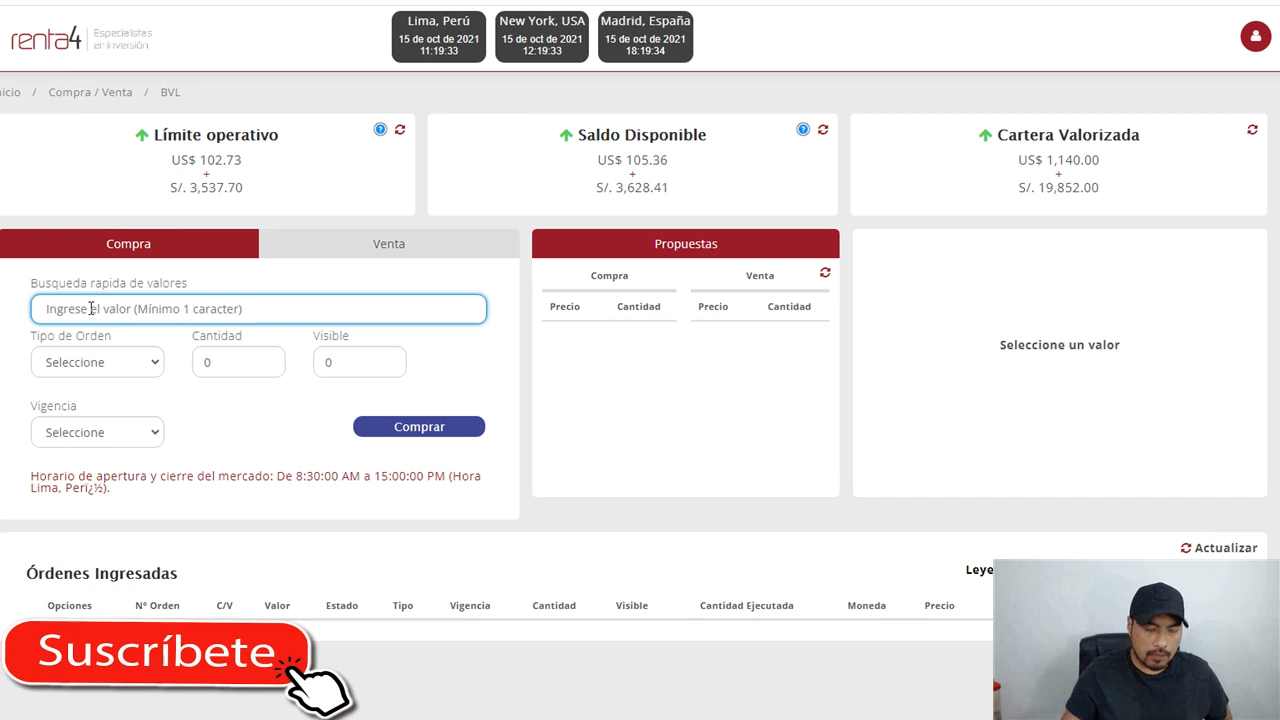 renta4
Especialistas
en inversión
Lima, Perú
15 de oct de 2021
11:19:33
New York, USA
15 de oct de 2021
12:19:33
Madrid, España
15 de oct de 2021
18:19:34
nicio / Compra / Venta / BVL
Límite operativo
?
US$ 102.73
+
S/. 3,537.70
Saldo Disponible
?
US$ 105.36
+
S/. 3,628.41
Cartera Valorizada
US$ 1,140.00
+
S/. 19,852.00
Compra
Venta
Busqueda rapida de valores
Ingrese el valor (Mínimo 1 caracter)
Tipo de Orden
Cantidad
Visible
Seleccione
0
0
Vigencia
Seleccione
Comprar
Horario de apertura y cierre del mercado: De 8:30:00 AM a 15:00:00 PM (Hora
Lima, Perï¿½).
Propuestas
Compra
Venta
Precio
Cantidad
Precio
Cantidad
Seleccione un valor
Actualizar
Órdenes Ingresadas
Leye
Opciones
Nº Orden
C/V
Valor
Estado
Tipo
Vigencia
Cantidad
Visible
Cantidad Ejecutada
Moneda
Precio
Suscríbete